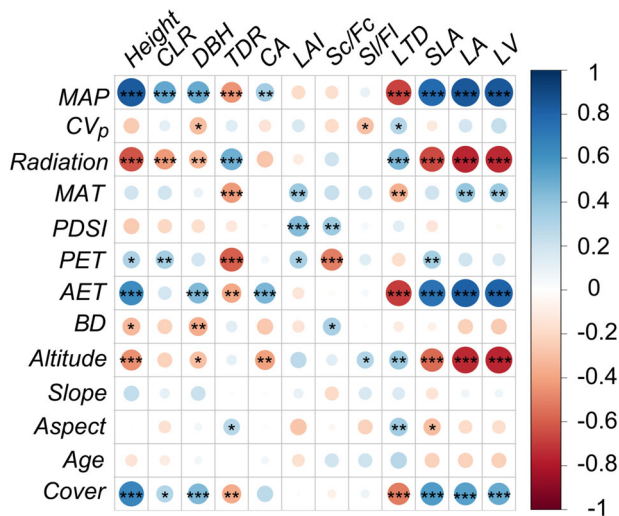 Height CLR DBH TDR CA LAI Sc/Fc Sl/Fl LTD SLA LA LV
MAP *** *** *** *** ** *** *** *** ***
CVp * * *
Radiation *** *** ** *** *** *** *** ***
MAT *** ** ** ** **
PDSI *** **
PET * ** *** * *** **
AET *** *** ** *** *** *** *** ***
BD * ** *
Altitude *** * ** * ** *** *** ***
Slope
Aspect * ** *
Age
Cover *** * *** ** *** *** *** ***
1
0.8
0.6
0.4
0.2
0
-0.2
-0.4
-0.6
-0.8
-1